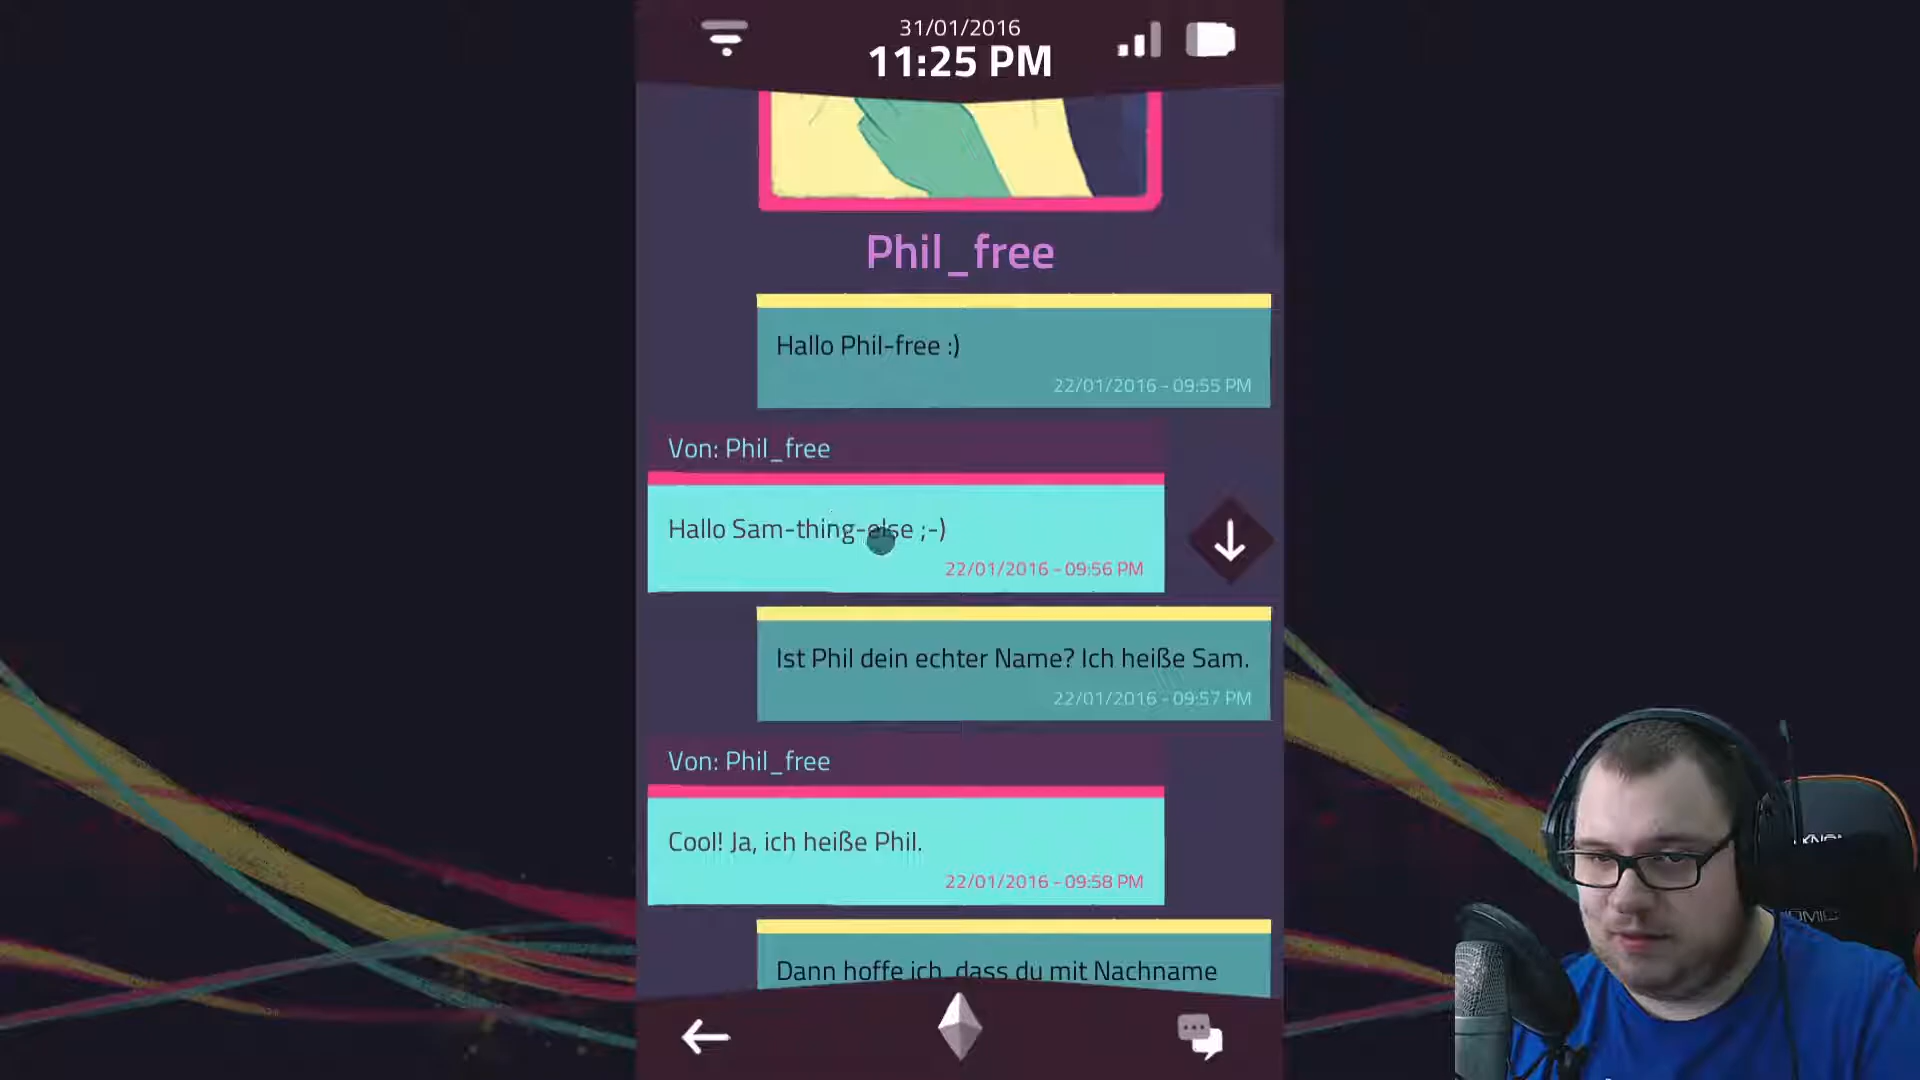 31/01/2016
11:25 PM
Phil_free
Hallo Phil-free :)
22/01/2016 - 09:55 PM
Von: Phil_free
Hallo Sam-thing-else ;-)
22/01/2016 - 09:56 PM
Ist Phil dein echter Name? Ich heiße Sam.
22/01/2016 - 09:57 PM
Von: Phil_free
Cool! Ja, ich heiße Phil.
22/01/2016 - 09:58 PM
Dann hoffe ich, dass du mit Nachname